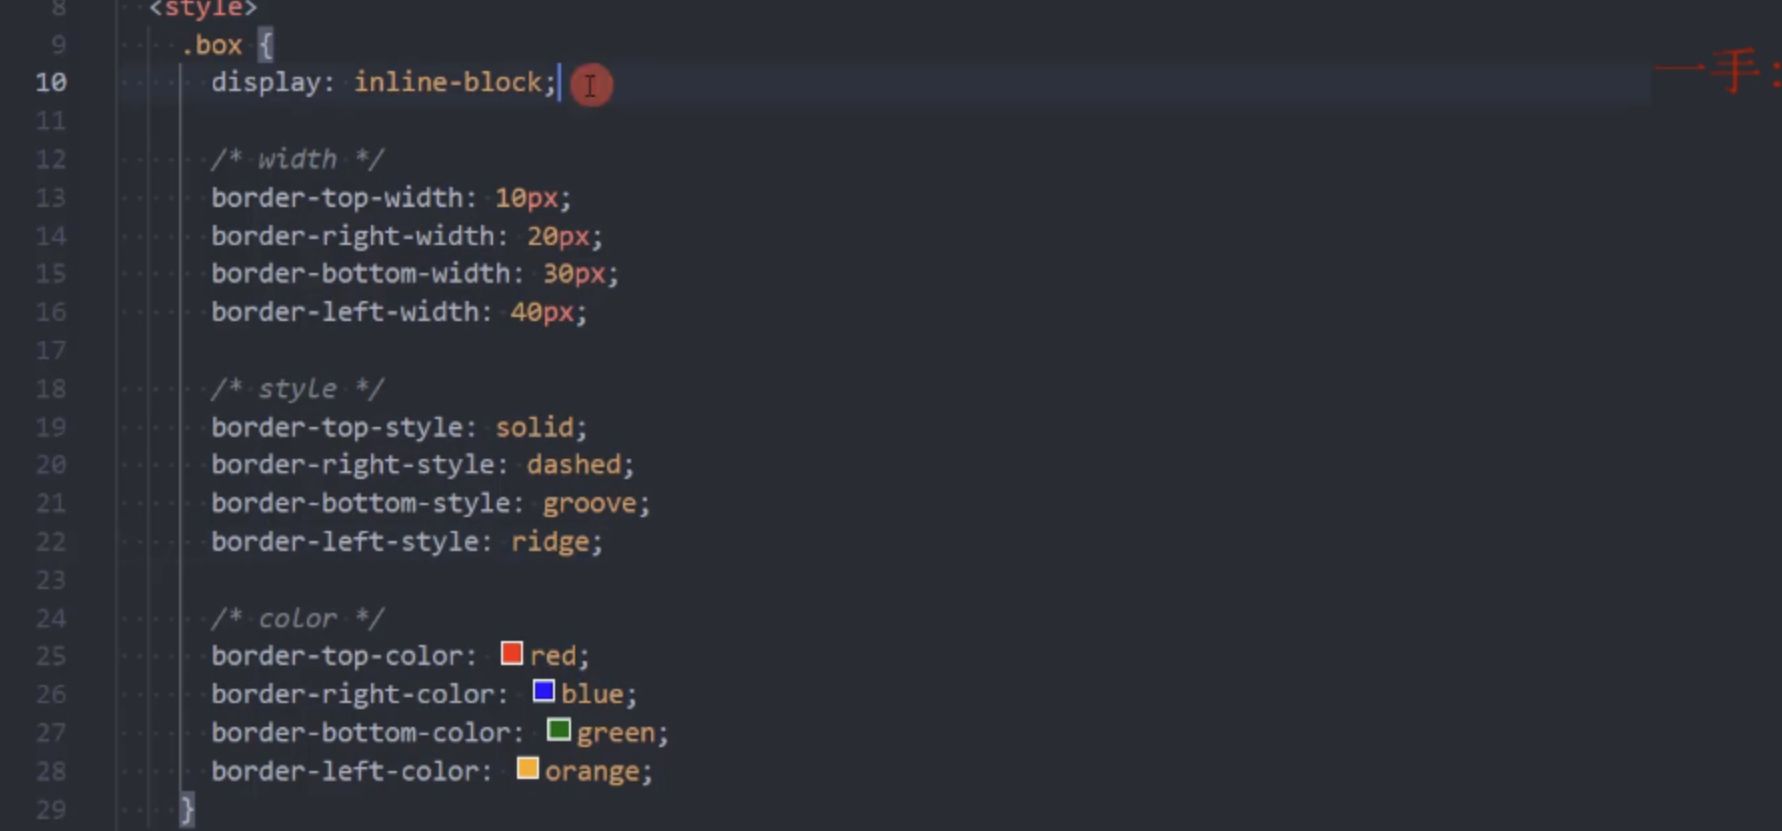 8 <style>
9 .box {
10 display: inline-block;
11
12 /* width */
13 border-top-width: 10px;
14 border-right-width: 20px;
15 border-bottom-width: 30px;
16 border-left-width: 40px;
17
18 /* style */
19 border-top-style: solid;
20 border-right-style: dashed;
21 border-bottom-style: groove;
22 border-left-style: ridge;
23
24 /* color */
25 border-top-color: red;
26 border-right-color: blue;
27 border-bottom-color: green;
28 border-left-color: orange;
29 }
一手: